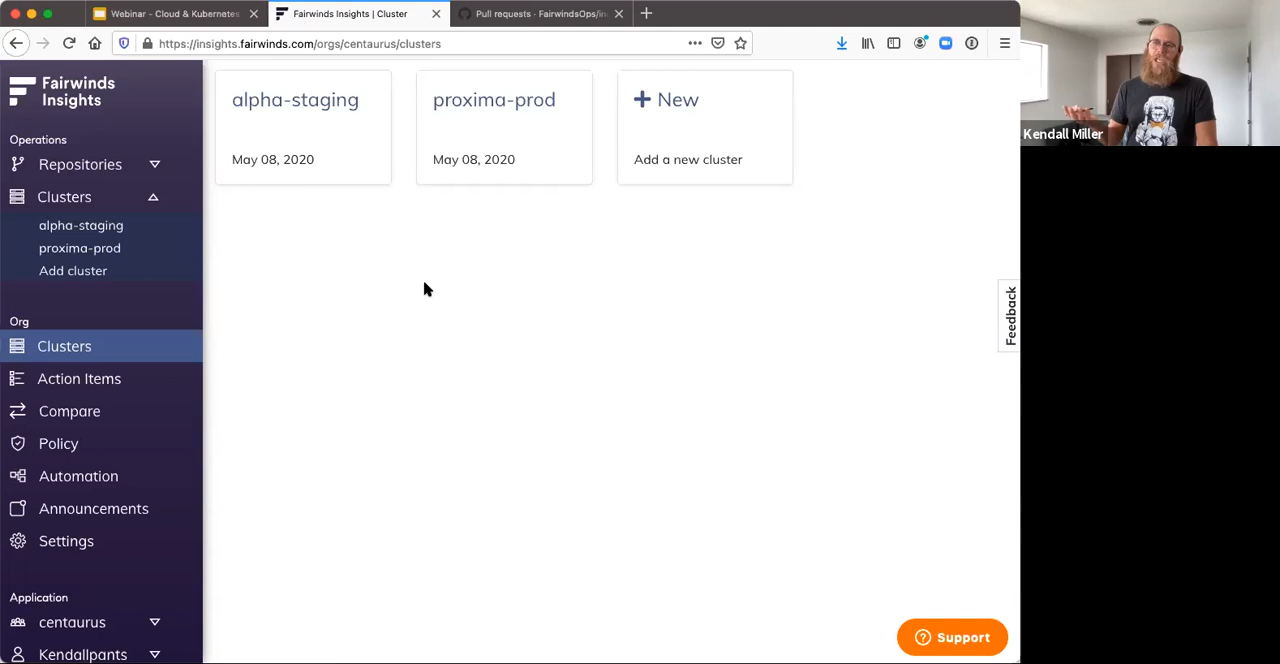 Webinar - Cloud & Kubernetes
Fairwinds Insights | Cluster
Pull requests · FairwindsOps/in
https://insights.fairwinds.com/orgs/centaurus/clusters
Fairwinds
Insights
Operations
Repositories
Clusters
alpha-staging
proxima-prod
Add cluster
Org
Clusters
Action Items
Compare
Policy
Automation
Announcements
Settings
Application
centaurus
Kendallpants
alpha-staging
May 08, 2020
proxima-prod
May 08, 2020
+ New
Add a new cluster
Feedback
Support
Kendall Miller